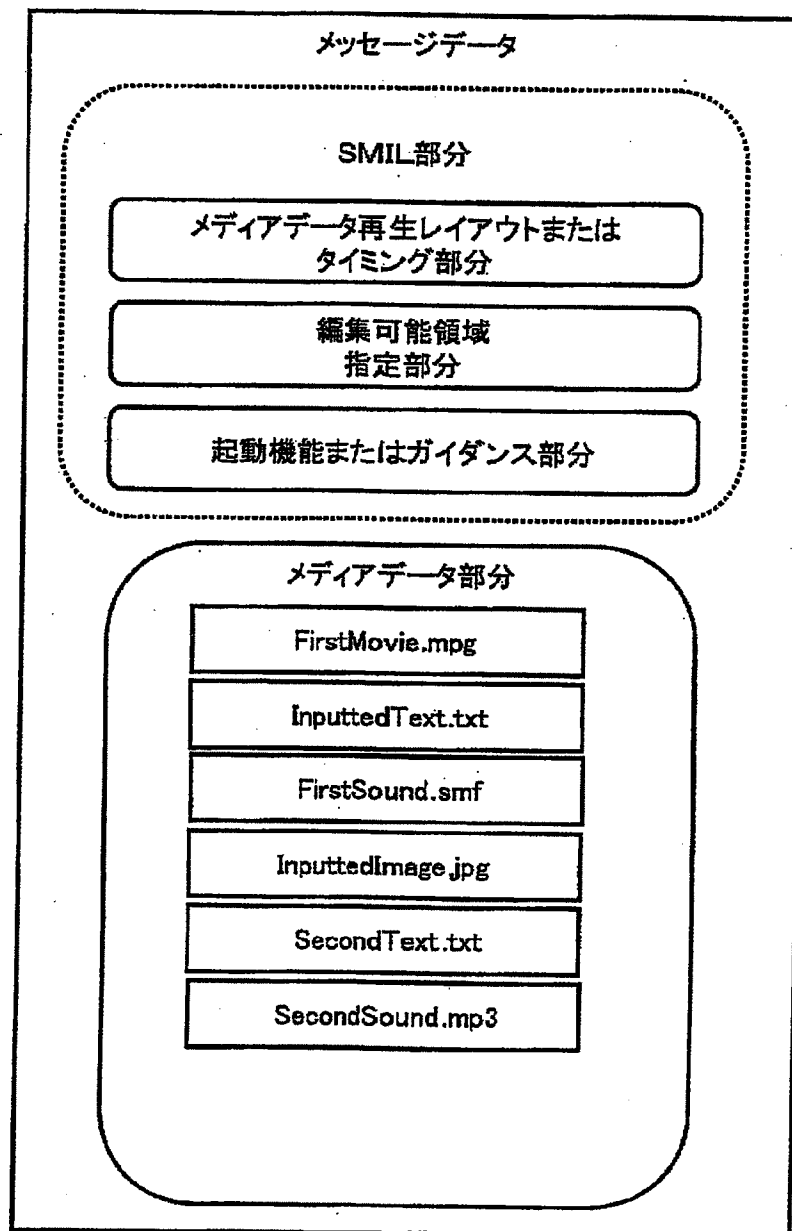 メッセージデータ
SMIL部分
メディアデータ再生レイアウトまたは
タイミング部分
編集可能領域
指定部分
起動機能またはガイダンス部分
メディアデータ部分
FirstMovie.mpg
InputtedText.txt
FirstSound.smf
InputtedImage.jpg
SecondText.txt
SecondSound.mp3